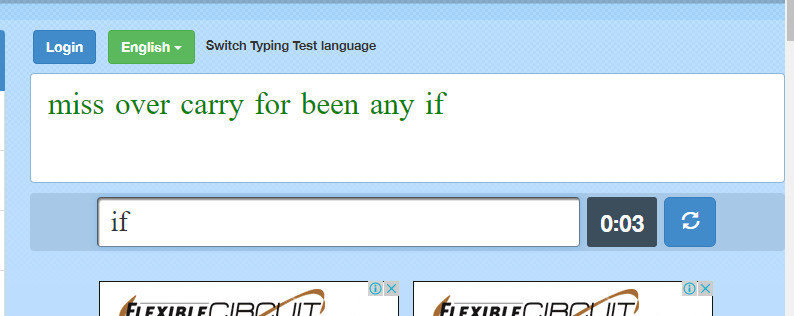 Login English Switch Typing Test language
miss over carry for been any if
if 0:03
FLEXIBLE CIRCUIT FLEXIBLE CIRCUIT